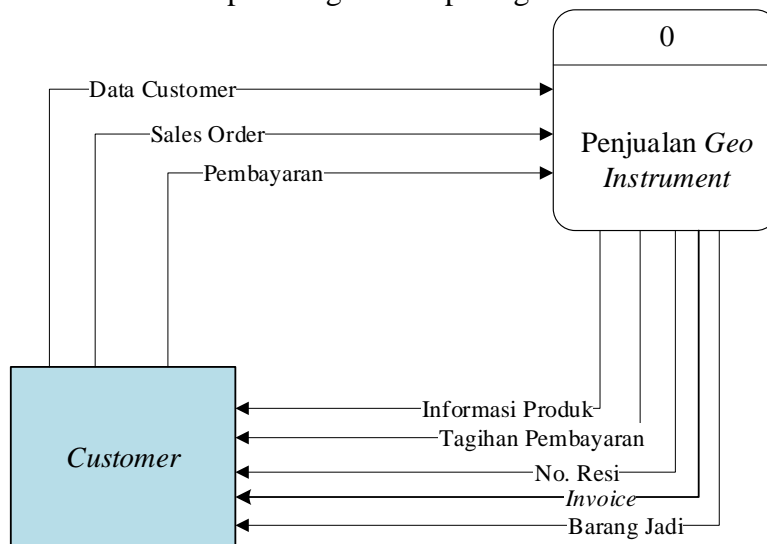 0
Data Customer
Sales Order
Penjualan Geo
Instrument
Pembayaran
Informasi Produk
Tagihan Pembayaran
Customer
No. Resi
Invoice
Barang Jadi